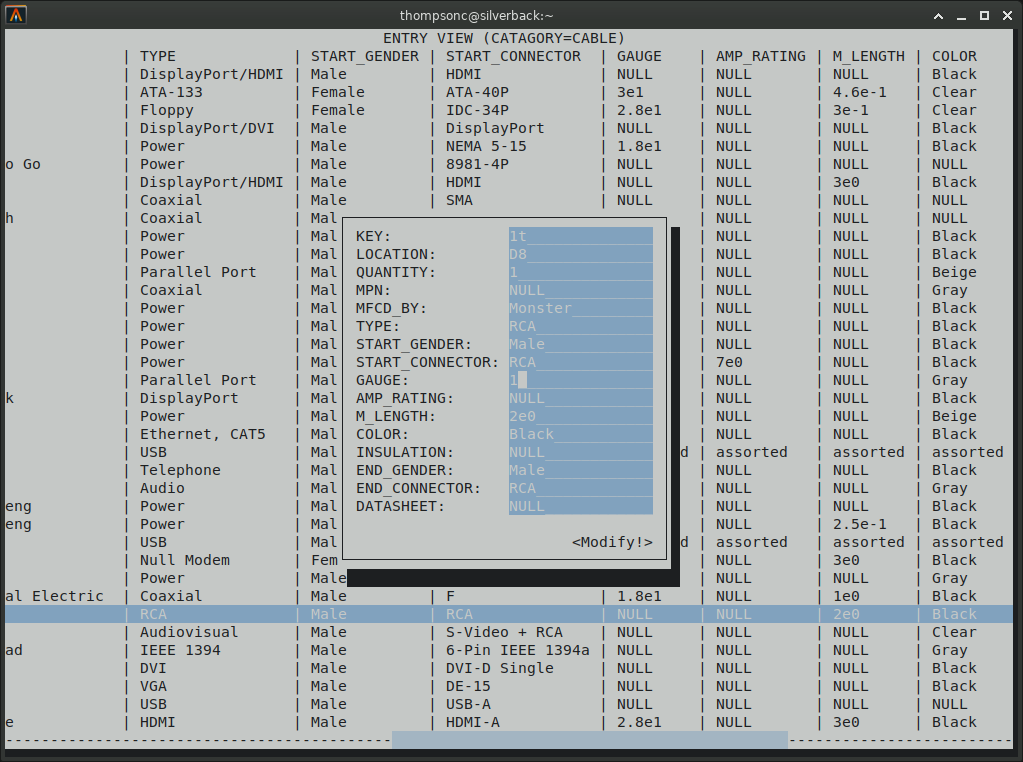 thompsonc@silverback:~
ENTRY VIEW (CATAGORY=CABLE)
| TYPE | START_GENDER | START_CONNECTOR | GAUGE | AMP_RATING | M_LENGTH | COLOR
| DisplayPort/HDMI | Male | HDMI | NULL | NULL | NULL | Black
| ATA-133 | Female | ATA-40P | 3e1 | NULL | 4.6e-1 | Clear
| Floppy | Female | IDC-34P | 2.8e1 | NULL | 3e-1 | Clear
| DisplayPort/DVI | Male | DisplayPort | NULL | NULL | NULL | Black
| Power | Male | NEMA 5-15 | 1.8e1 | NULL | NULL | Black
o Go | Power | Male | 8981-4P | NULL | NULL | NULL | NULL
| DisplayPort/HDMI | Male | HDMI | NULL | NULL | 3e0 | Black
| Coaxial | Male | SMA | NULL | NULL | NULL | NULL
h | Coaxial | Mal | NULL | NULL | NULL
| Power | Mal KEY: 1t | NULL | NULL | Black
| Power | Mal LOCATION: D8 | NULL | NULL | Black
| Parallel Port | Mal QUANTITY: 1 | NULL | NULL | Beige
| Coaxial | Mal MPN: NULL | NULL | NULL | Gray
| Power | Mal MFCD_BY: Monster | NULL | NULL | Black
| Power | Mal TYPE: RCA | NULL | NULL | Black
| Power | Mal START_GENDER: Male | NULL | NULL | Black
| Power | Mal START_CONNECTOR: RCA | 7e0 | NULL | Black
| Parallel Port | Mal GAUGE: 1 | NULL | NULL | Gray
k | DisplayPort | Mal AMP_RATING: NULL | NULL | NULL | Black
| Power | Mal M_LENGTH: 2e0 | NULL | NULL | Beige
| Ethernet, CAT5 | Mal COLOR: Black | NULL | NULL | Black
| USB | Mal INSULATION: NULL d | assorted | assorted | assorted
| Telephone | Mal END_GENDER: Male | NULL | NULL | Black
| Audio | Mal END_CONNECTOR: RCA | NULL | NULL | Gray
eng | Power | Mal DATASHEET: NULL | NULL | NULL | Black
eng | Power | Mal | NULL | 2.5e-1 | Black
| USB | Mal <Modify!> d | assorted | assorted | assorted
| Null Modem | Fem | NULL | 3e0 | Black
| Power | Male | NULL | NULL | Gray
al Electric | Coaxial | Male | F | 1.8e1 | NULL | 1e0 | Black
| RCA | Male | RCA | NULL | NULL | 2e0 | Black
| Audiovisual | Male | S-Video + RCA | NULL | NULL | NULL | Clear
ad | IEEE 1394 | Male | 6-Pin IEEE 1394a | NULL | NULL | NULL | Gray
| DVI | Male | DVI-D Single | NULL | NULL | NULL | Black
| VGA | Male | DE-15 | NULL | NULL | NULL | Black
| USB | Male | USB-A | NULL | NULL | NULL | NULL
e | HDMI | Male | HDMI-A | 2.8e1 | NULL | 3e0 | Black